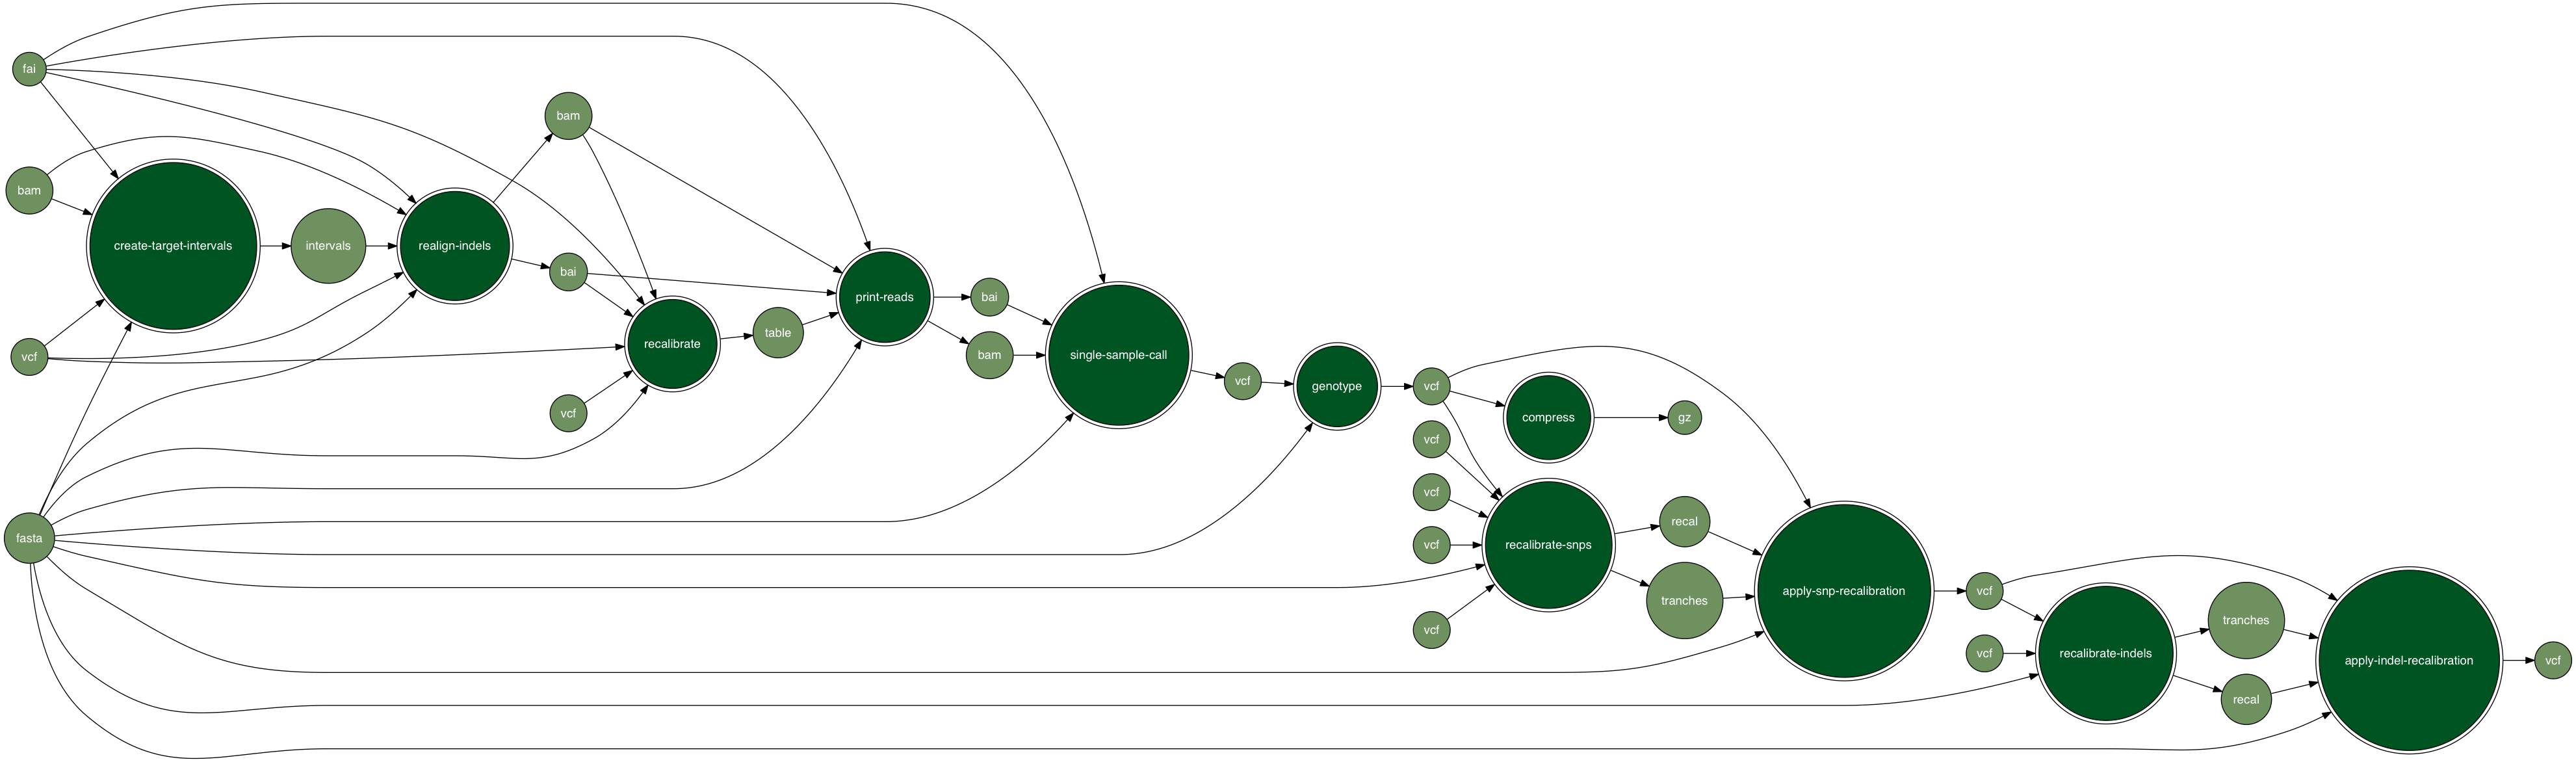 fai
bam
create-target-intervals
vcf
fasta
intervals
realign-indels
bam
bai
vcf
recalibrate
table
print-reads
bai
bam
single-sample-call
vcf
genotype
vcf
vcf
vcf
vcf
vcf
compress
gz
recalibrate-snps
recal
tranches
apply-snp-recalibration
vcf
vcf
recalibrate-indels
tranches
recal
apply-indel-recalibration
vcf